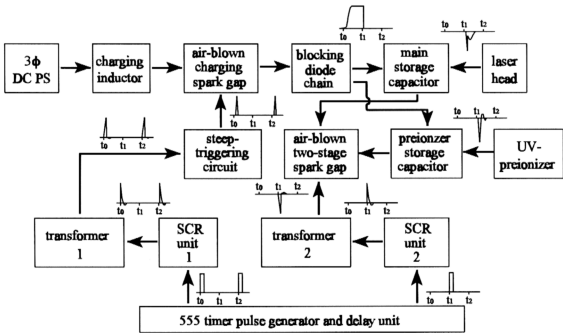 t0 t1 t2
t0 t1 t2
3ϕ
DC PS
charging
inductor
air-blown
charging
spark gap
blocking
diode
chain
main
storage
capacitor
laser
head
t0 t1 t2
t0 t1 t2
t0 t1 t2
steep-
triggering
circuit
air-blown
two-stage
spark gap
preionzer
storage
capacitor
UV-
preionizer
t0 t1 t2
t0 t1 t2
t0 t1 t2
transformer
1
SCR
unit
1
transformer
2
SCR
unit
2
t0 t1 t2
t0 t1 t2
t0 t1 t2
555 timer pulse generator and delay unit